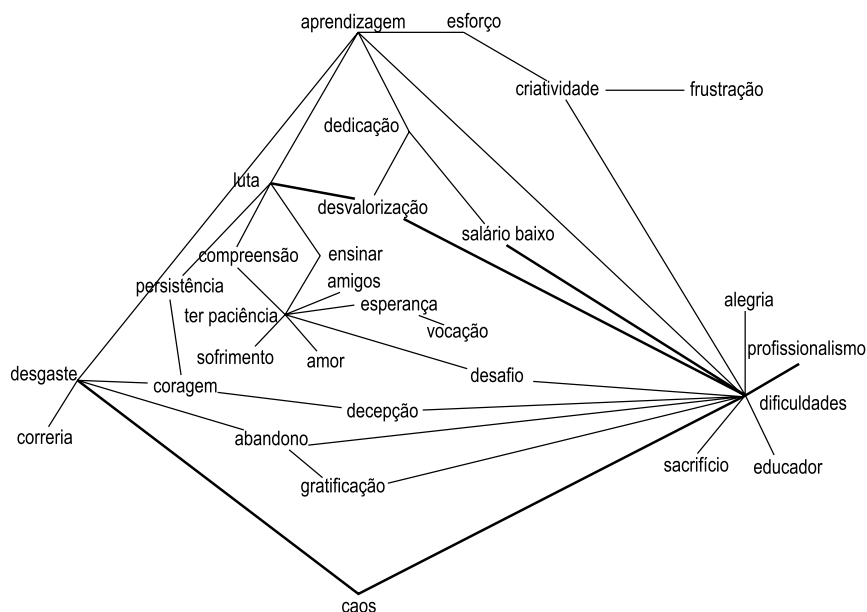 aprendizagem
esforço
criatividade
frustração
dedicação
luta
desvalorização
salário baixo
compreensão
ensinar
persistência
amigos
esperança
ter paciência
vocação
alegria
sofrimento
amor
profissionalismo
desgaste
coragem
desafio
decepção
dificuldades
correria
abandono
sacrifício
educador
gratificação
caos